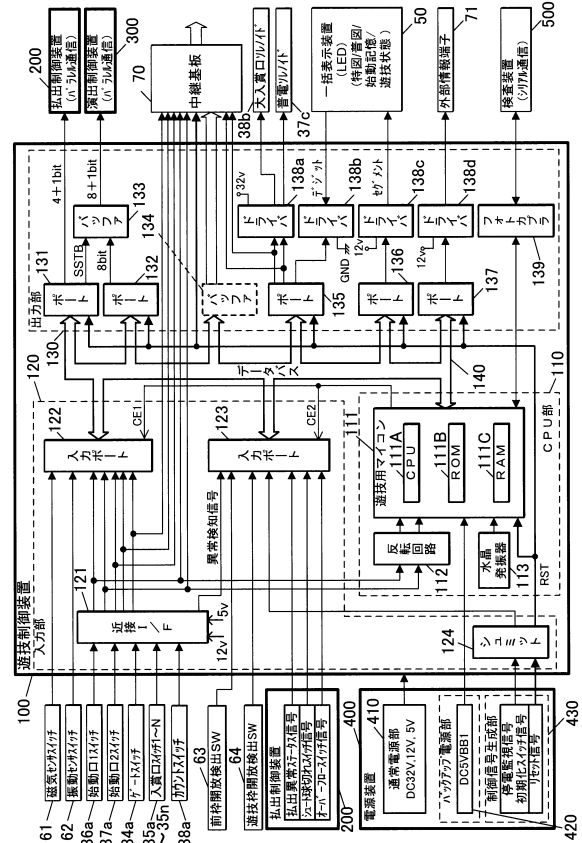 遊技制御装置
100
入力部
120
61
磁気センサスイッチ
62
振動センサスイッチ
36a
始動口1スイッチ
37a
始動口2スイッチ
34a
ゲートスイッチ
35a
～35n
入賞口スイッチ1～N
38a
カウントスイッチ
63
前枠開放検出SW
64
遊技枠開放検出SW
払出制御装置
払出異常ステータス信号
シュート球切れスイッチ信号
オーバーフロースイッチ信号
200
121
近接
I／F
12v
5v
異常検知信号
122
入力ポート
CE1
123
入力ポート
CE2
124
シュミット
400
電源装置
410
通常電源部
DC32V,12V,5V
バックアップ電源部
DC5VBB1
420
制御信号生成部
停電監視信号
初期化スイッチ信号
リセット信号
430
CPU部
110
111
遊技用マイコン
111A
CPU
111B
ROM
111C
RAM
反転
回路
112
水晶
発振器
113
RST
データバス
140
出力部
130
131
ポート
SSTB
8bit
132
ポート
133
バッファ
4＋1bit
8＋1bit
134
バッファ
ポート
135
ポート
136
ポート
137
32v
ドライバ
138a
デジット
ドライバ
138b
GND
12v
セグメント
ドライバ
138c
12v
ドライバ
138d
フォトカプラ
139
200
払出制御装置
(パラレル通信)
300
演出制御装置
(パラレル通信)
70
中継基板
38b
大入賞口ソレノイド
普電ソレノイド
37c
50
一括表示装置
(LED)
(特図/普図/
始動記憶/
遊技状態)
71
外部情報端子
500
検査装置
(シリアル通信)